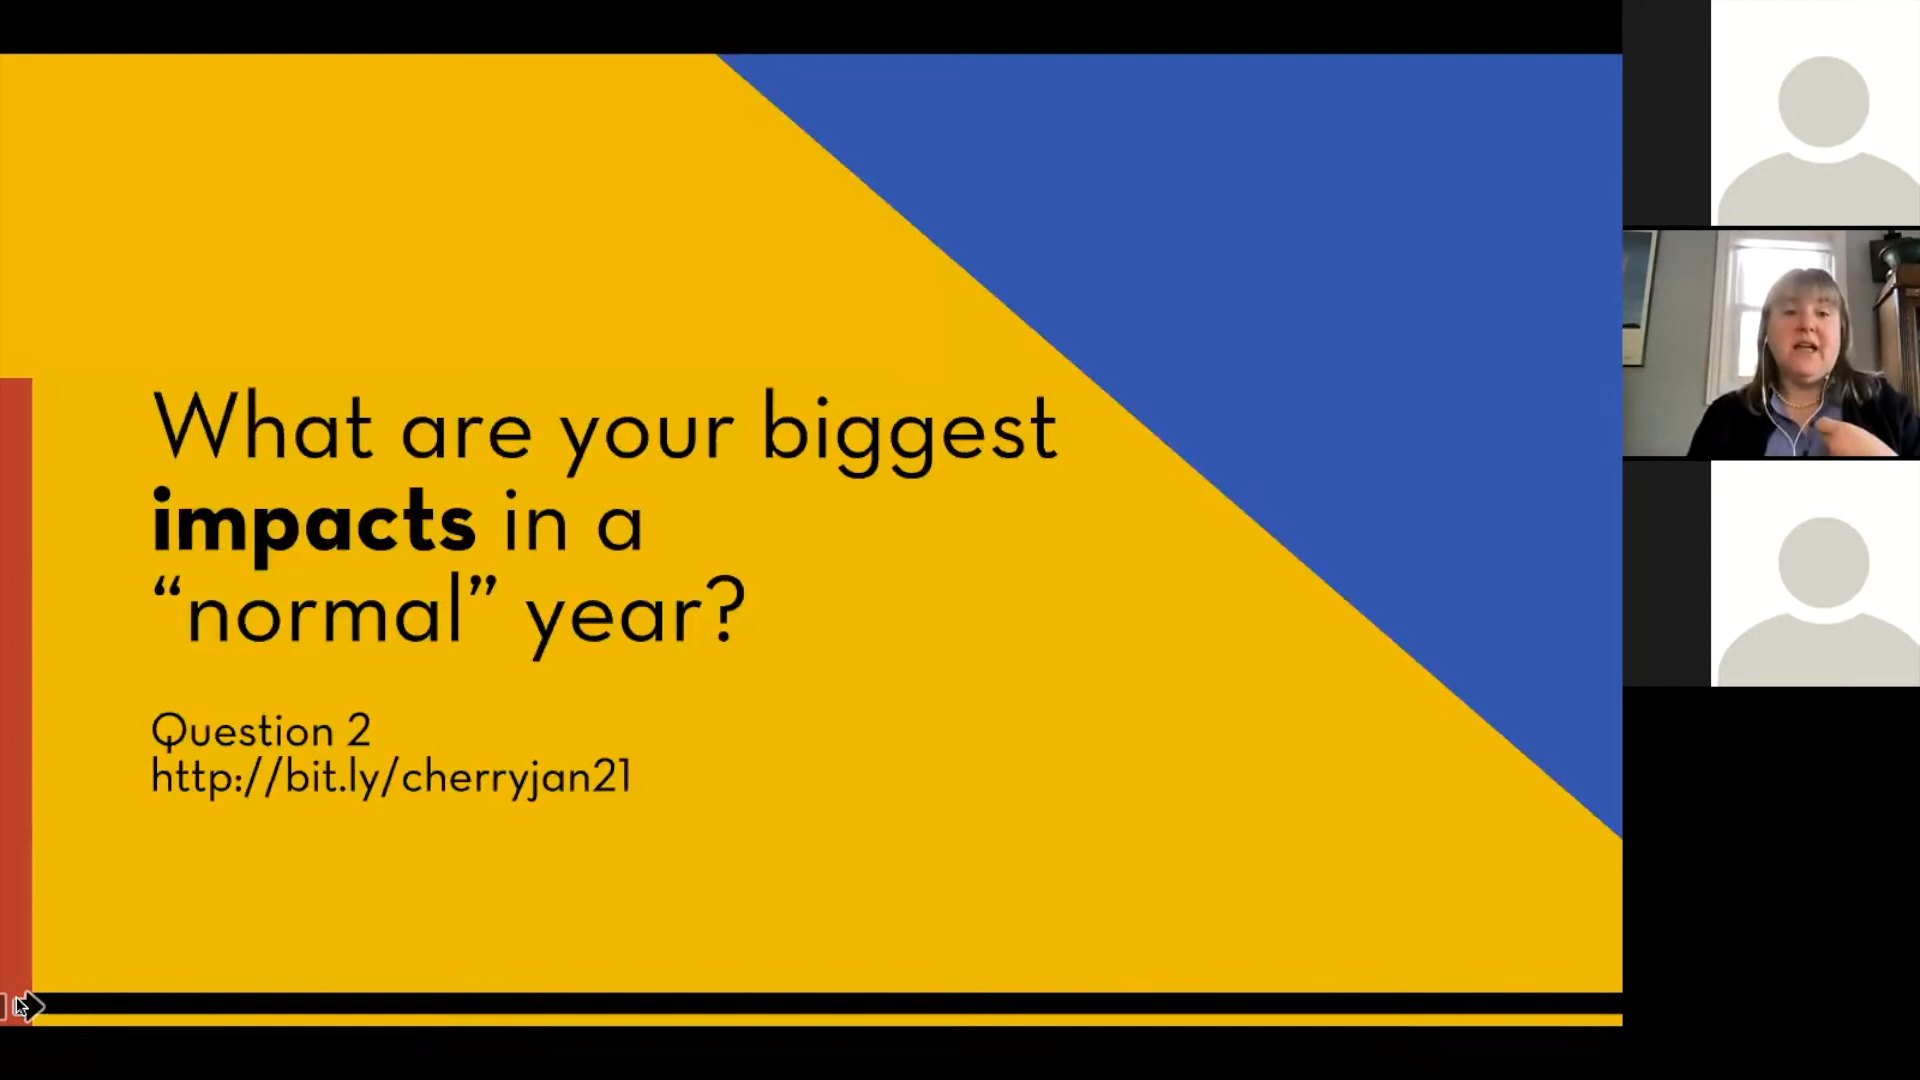 What are your biggest
impacts in a
“normal” year?
Question 2
http://bit.ly/cherryjan21